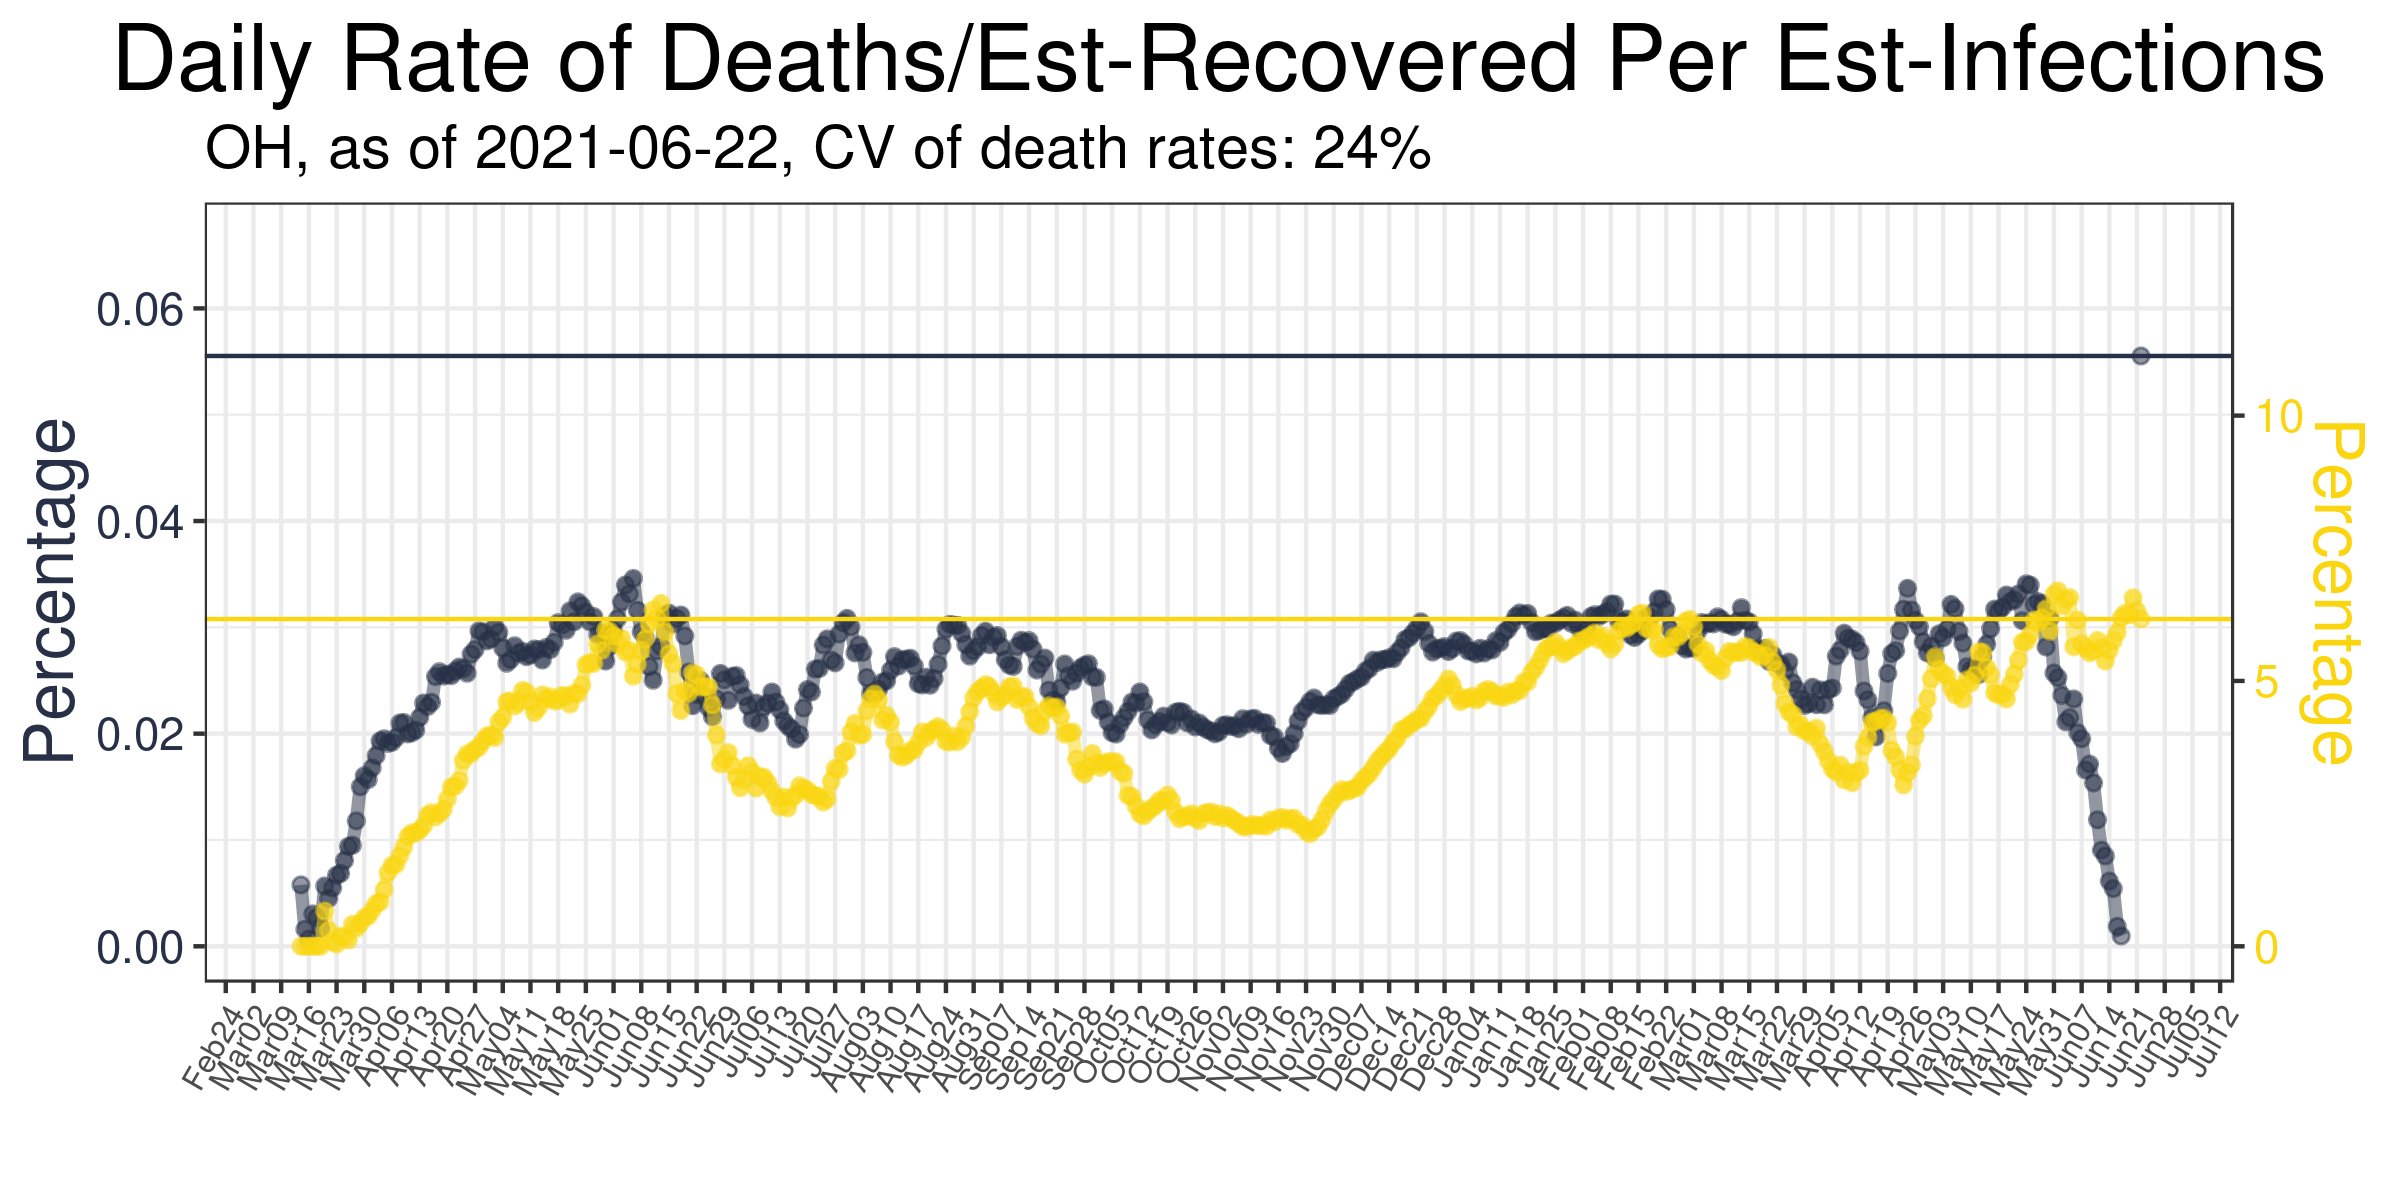 Daily Rate of Deaths/Est-Recovered Per Est-Infections
OH, as of 2021-06-22, CV of death rates: 24%
Percentage
0.06
0.04
0.02
0.00
10
5
0
Percentage
Feb24
Mar02
Mar09
Mar16
Mar23
Mar30
Apr06
Apr13
Apr20
Apr27
May04
May11
May18
May25
Jun01
Jun08
Jun15
Jun22
Jun29
Jul06
Jul13
Jul20
Jul27
Aug03
Aug10
Aug17
Aug24
Aug31
Sep07
Sep14
Sep21
Sep28
Oct05
Oct12
Oct19
Oct26
Nov02
Nov09
Nov16
Nov23
Nov30
Dec07
Dec14
Dec21
Dec28
Jan04
Jan11
Jan18
Jan25
Feb01
Feb08
Feb15
Feb22
Mar01
Mar08
Mar15
Mar22
Mar29
Apr05
Apr12
Apr19
Apr26
May03
May10
May17
May24
May31
Jun07
Jun14
Jun21
Jun28
Jul05
Jul12